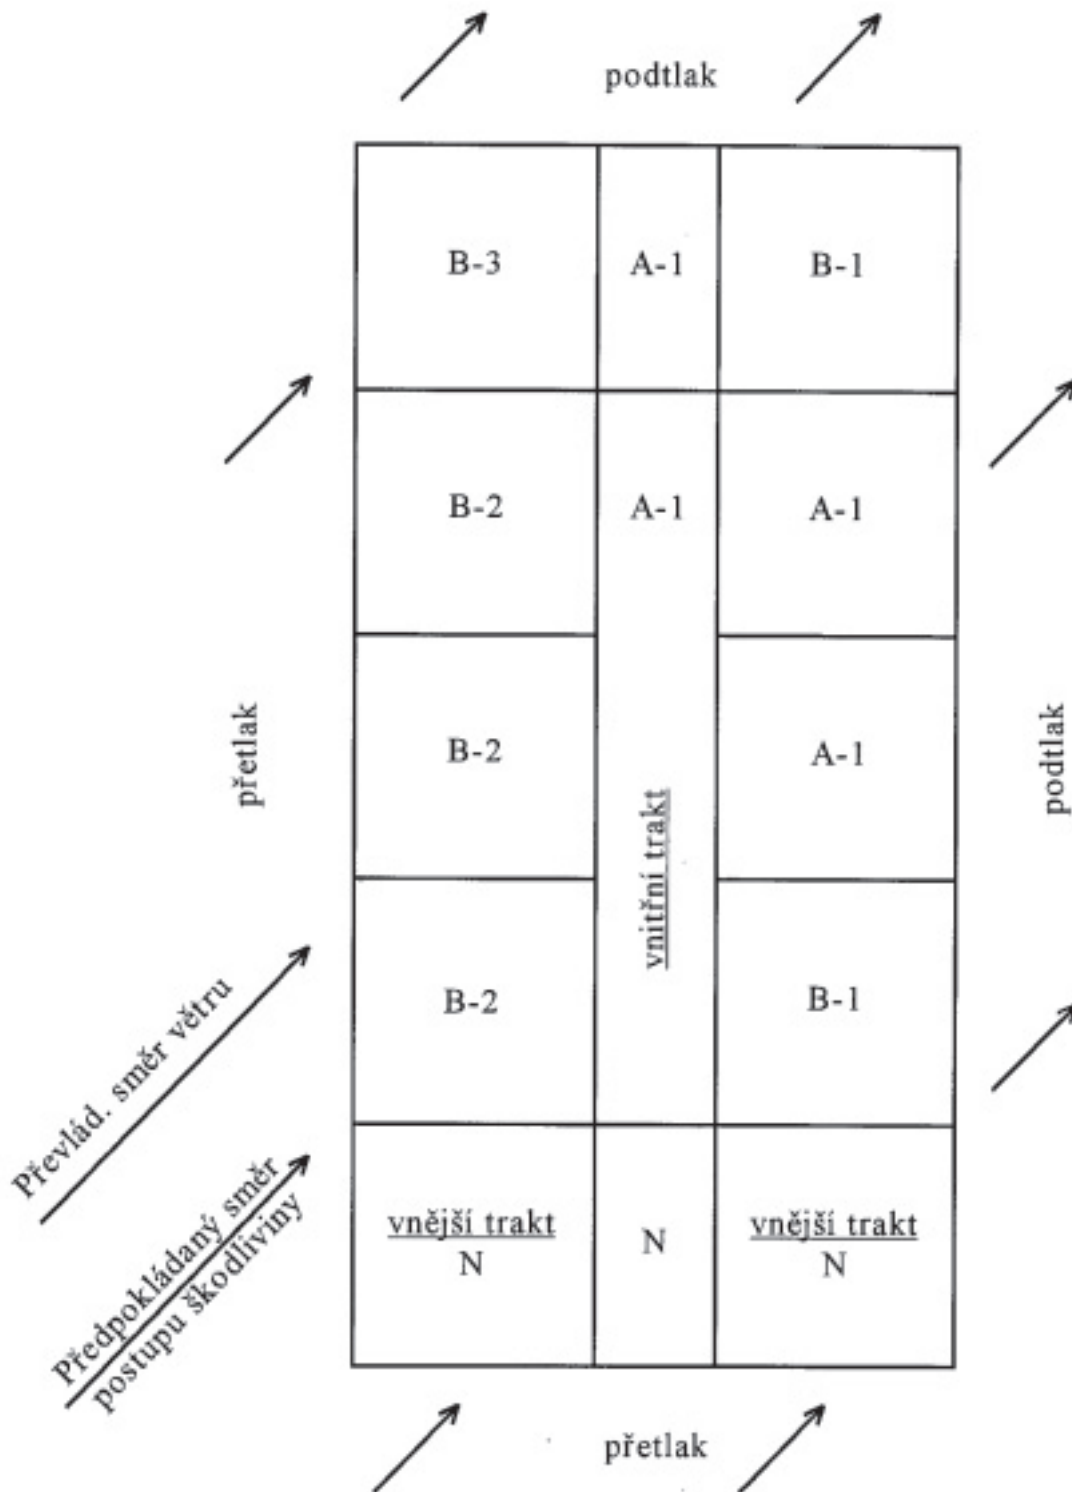 podtlak
B-3 A-1 B-1
B-2 A-1 A-1
přetlak
B-2
vnitřní trakt
A-1
podtlak
B-2 B-1
Převlád. směr větru
Předpokládaný směr
postupu škodliviny
vnější trakt
N
N
vnější trakt
N
přetlak